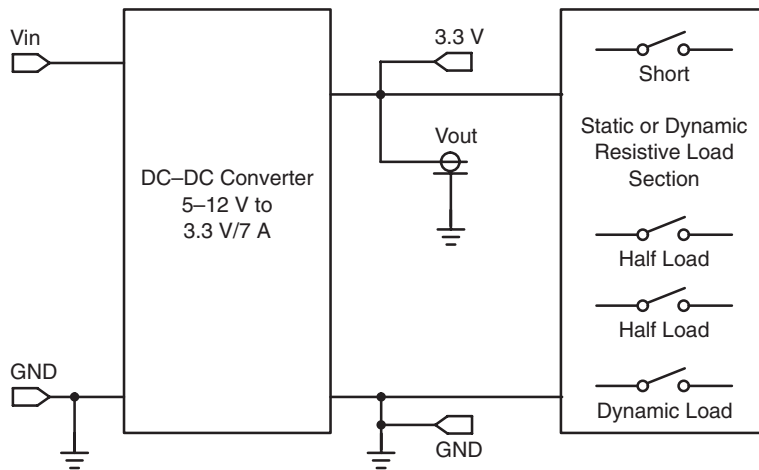 Vin
3.3 V
Short
Vout
Static or Dynamic
Resistive Load
Section
DC–DC Converter
5–12 V to
3.3 V/7 A
Half Load
Half Load
GND
Dynamic Load
GND